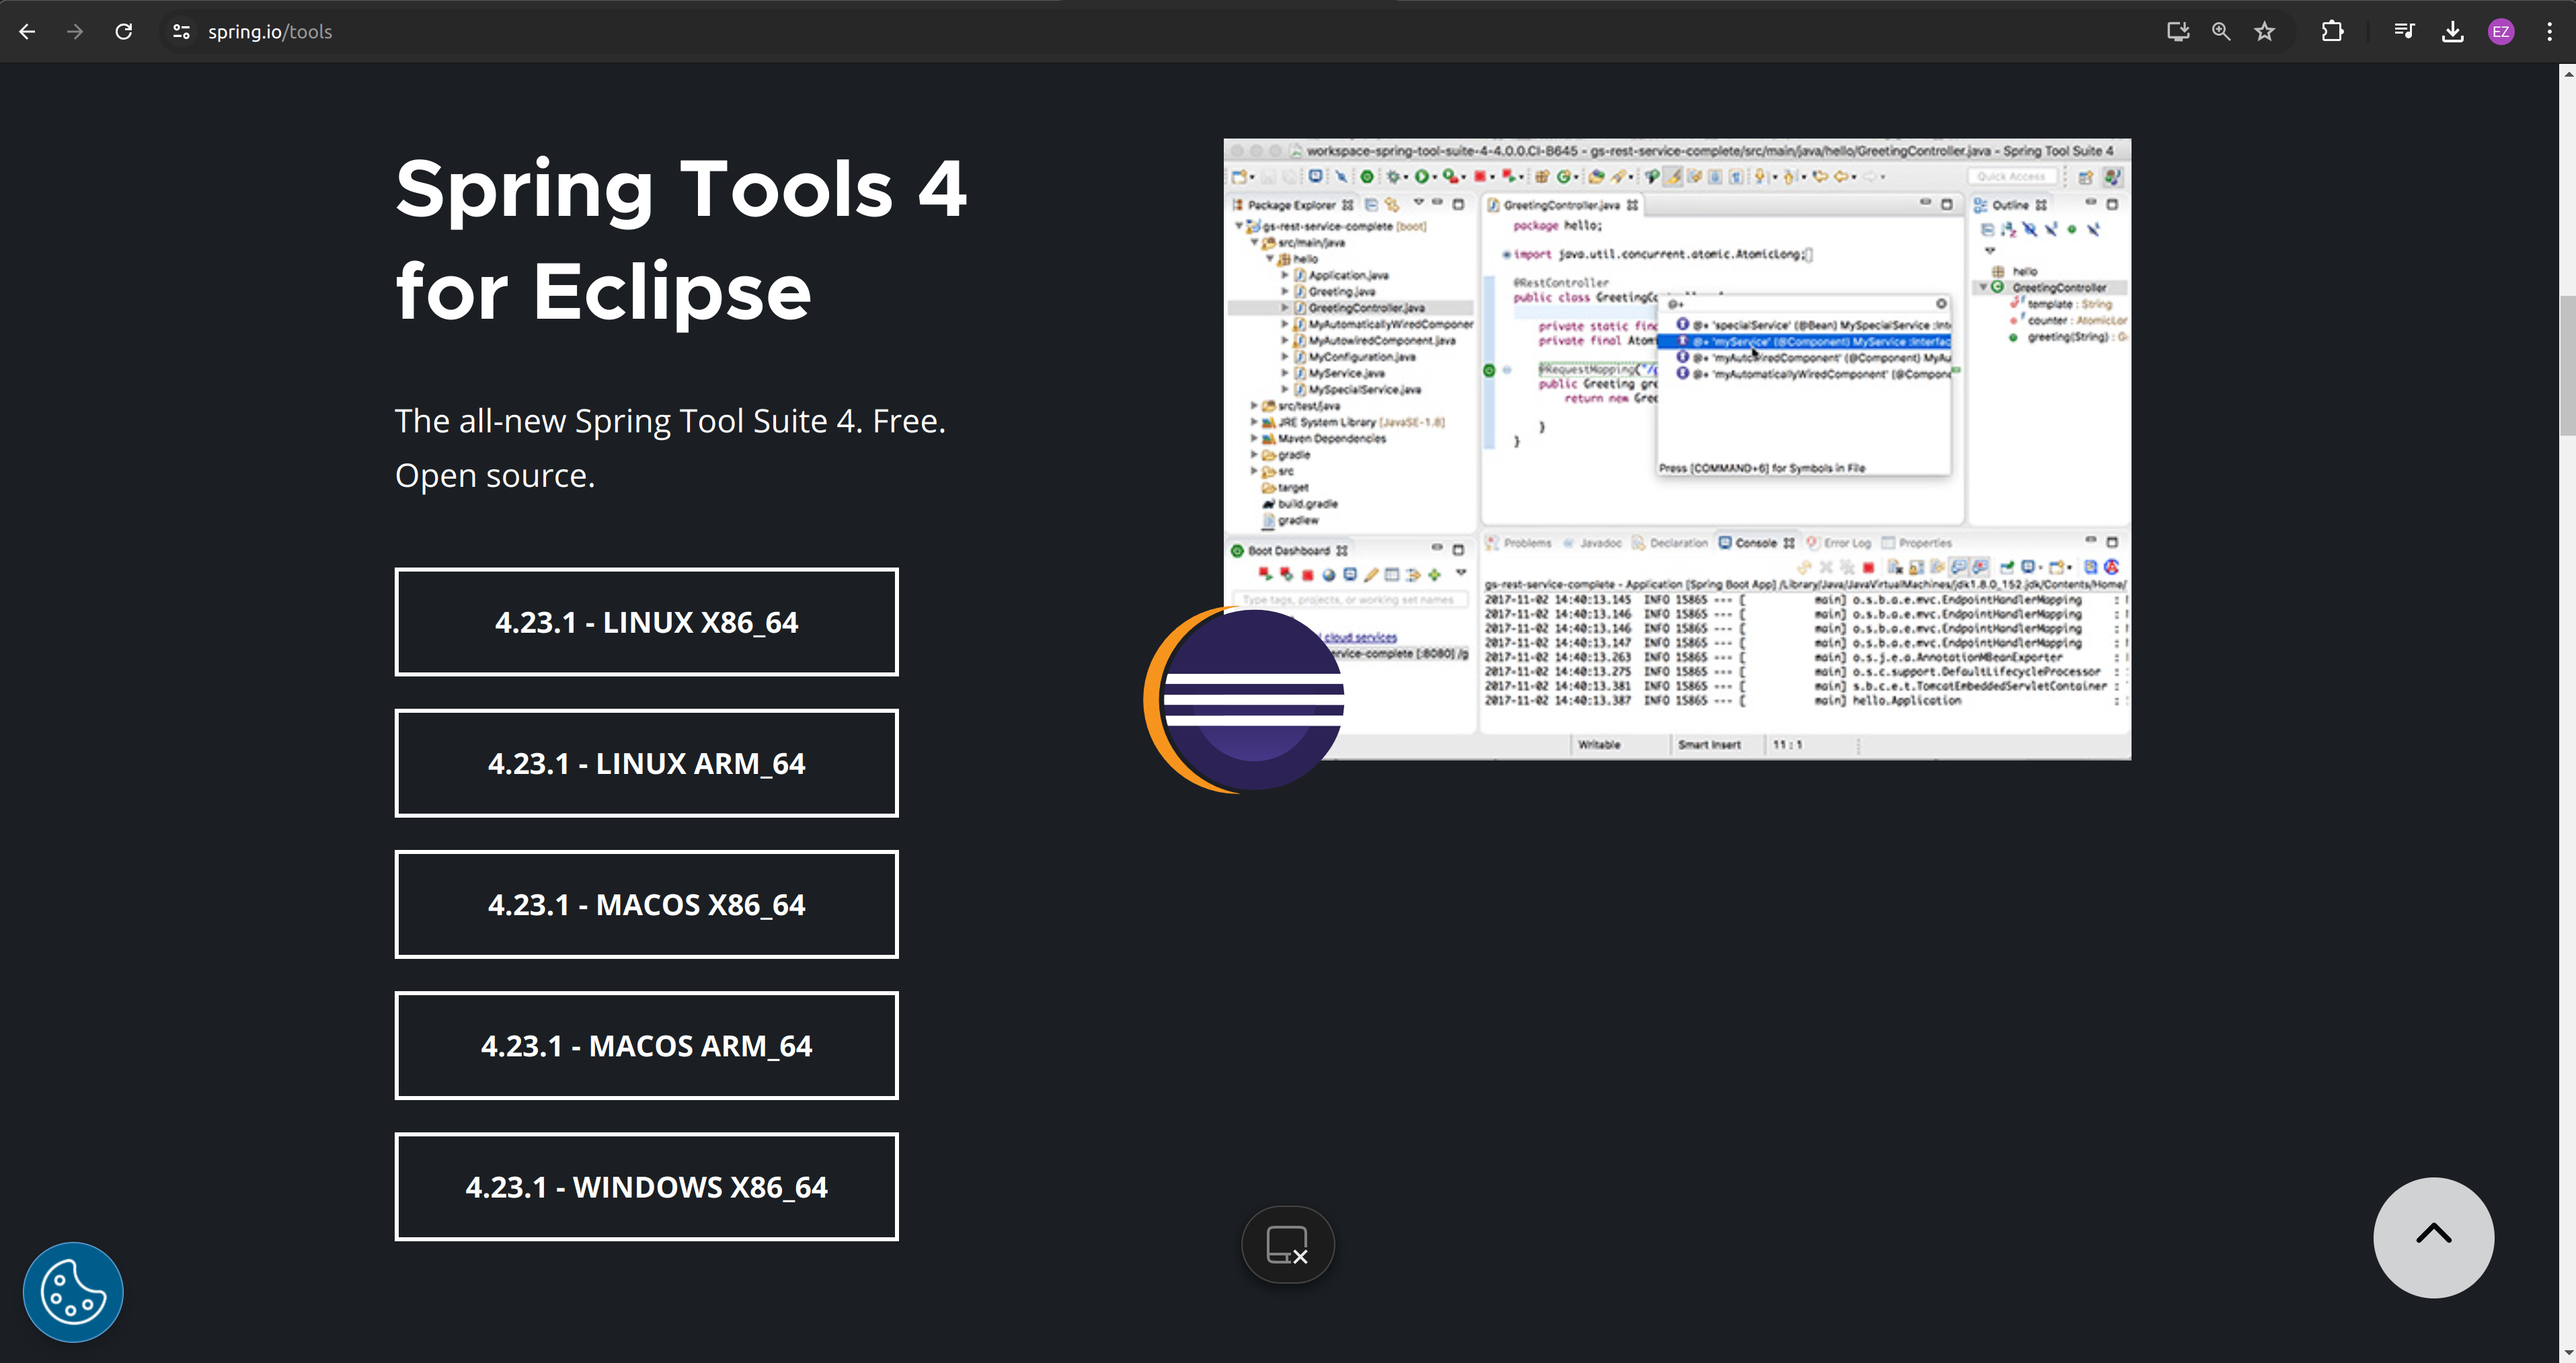 spring.io/tools
EZ
Spring Tools 4
for Eclipse
The all-new Spring Tool Suite 4. Free.
Open source.
4.23.1 - LINUX X86_64
4.23.1 - LINUX ARM_64
4.23.1 - MACOS X86_64
4.23.1 - MACOS ARM_64
4.23.1 - WINDOWS X86_64
workspace-spring-tool-suite-4-4.0.0.CI-B645 - gs-rest-service-complete/src/main/java/hello/GreetingController.java - Spring Tool Suite 4
Quick Access
Package Explorer
gs-rest-service-complete [boot]
src/main/java
hello
Application.java
Greeting.java
GreetingController.java
MyAutomaticallyWiredComponer
MyAutowiredComponent.java
MyConfiguration.java
MyService.java
MySpecialService.java
src/test/java
JRE System Library [JavaSE-1.8]
Maven Dependencies
gradle
src
target
build.gradle
gradlew
GreetingController.java
package hello;
import java.util.concurrent.atomic.AtomicLong;
@RestController
public class GreetingCo
private static fina
private final Atomi
@RequestMapping("/g
public Greeting gre
return new Gree
}
}
@+
@+ 'specialService' (@Bean) MySpecialService :Inte
@+ 'myService' (@Component) MyService :Interfac
@+ 'myAutowiredComponent' (@Component) MyAu
@+ 'myAutomaticallyWiredComponent' (@Compone
Press [COMMAND+6] for Symbols in File
Outline
hello
GreetingController
template : String
counter : AtomicLon
greeting(String) : G
Boot Dashboard
Type tags, projects, or working set names
cloud services
ervice-complete [:8080] /g
Problems Javadoc Declaration Console Error Log Properties
gs-rest-service-complete - Application [Spring Boot App] /Library/Java/JavaVirtualMachines/jdk1.8.0_152.jdk/Contents/Home/
2017-11-02 14:40:13.145 INFO 15865 --- [ main] o.s.b.a.e.mvc.EndpointHandlerMapping :
2017-11-02 14:40:13.146 INFO 15865 --- [ main] o.s.b.a.e.mvc.EndpointHandlerMapping :
2017-11-02 14:40:13.146 INFO 15865 --- [ main] o.s.b.a.e.mvc.EndpointHandlerMapping :
2017-11-02 14:40:13.147 INFO 15865 --- [ main] o.s.b.a.e.mvc.EndpointHandlerMapping :
2017-11-02 14:40:13.263 INFO 15865 --- [ main] o.s.j.e.a.AnnotationMBeanExporter :
2017-11-02 14:40:13.275 INFO 15865 --- [ main] o.s.c.support.DefaultLifecycleProcessor :
2017-11-02 14:40:13.381 INFO 15865 --- [ main] s.b.c.e.t.TomcatEmbeddedServletContainer :
2017-11-02 14:40:13.387 INFO 15865 --- [ main] hello.Application :
Writable Smart Insert 11 : 1